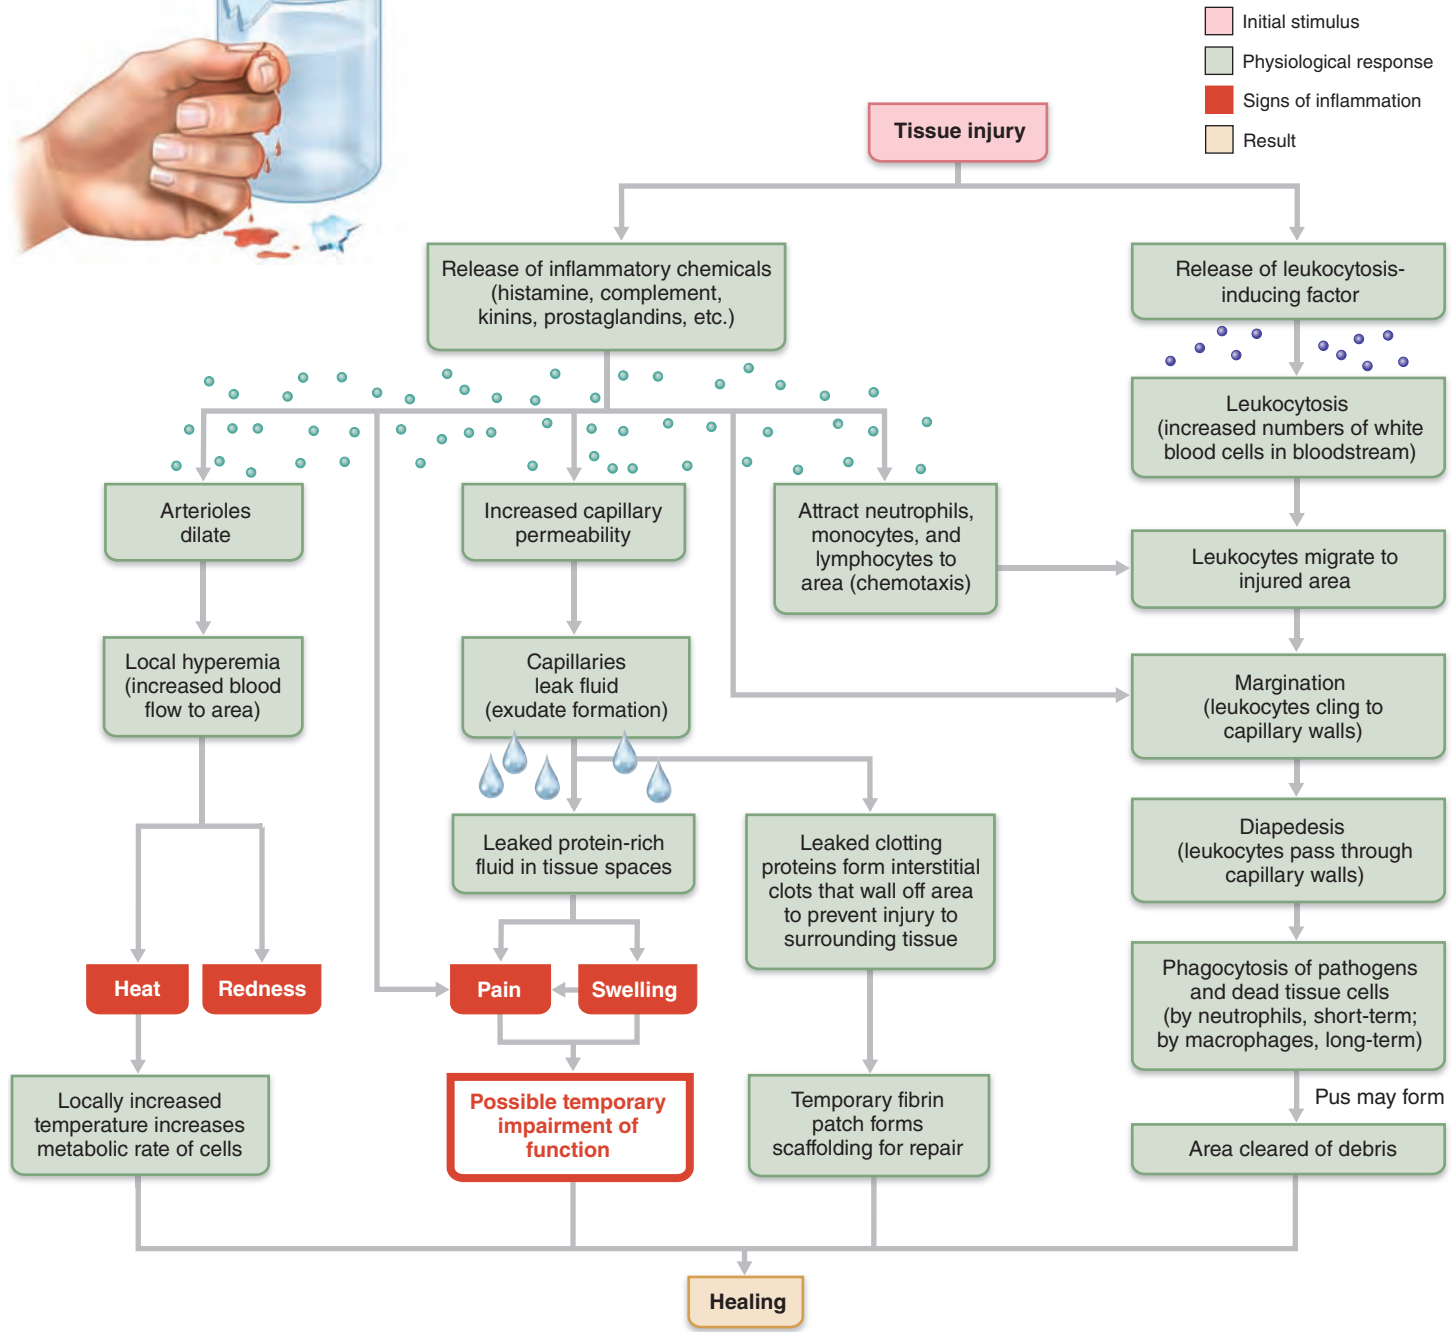 Initial stimulus
Physiological response
Signs of inflammation
Result
Tissue injury
Release of inflammatory chemicals
(histamine, complement,
kinins, prostaglandins, etc.)
Release of leukocytosis-
inducing factor
Leukocytosis
(increased numbers of white
blood cells in bloodstream)
Arterioles
dilate
Increased capillary
permeability
Attract neutrophils,
monocytes, and
lymphocytes to
area (chemotaxis)
Leukocytes migrate to
injured area
Local hyperemia
(increased blood
flow to area)
Capillaries
leak fluid
(exudate formation)
Margination
(leukocytes cling to
capillary walls)
Leaked protein-rich
fluid in tissue spaces
Leaked clotting
proteins form interstitial
clots that wall off area
to prevent injury to
surrounding tissue
Diapedesis
(leukocytes pass through
capillary walls)
Heat
Redness
Pain
Swelling
Phagocytosis of pathogens
and dead tissue cells
(by neutrophils, short-term;
by macrophages, long-term)
Locally increased
temperature increases
metabolic rate of cells
Possible temporary
impairment of
function
Temporary fibrin
patch forms
scaffolding for repair
Pus may form
Area cleared of debris
Healing